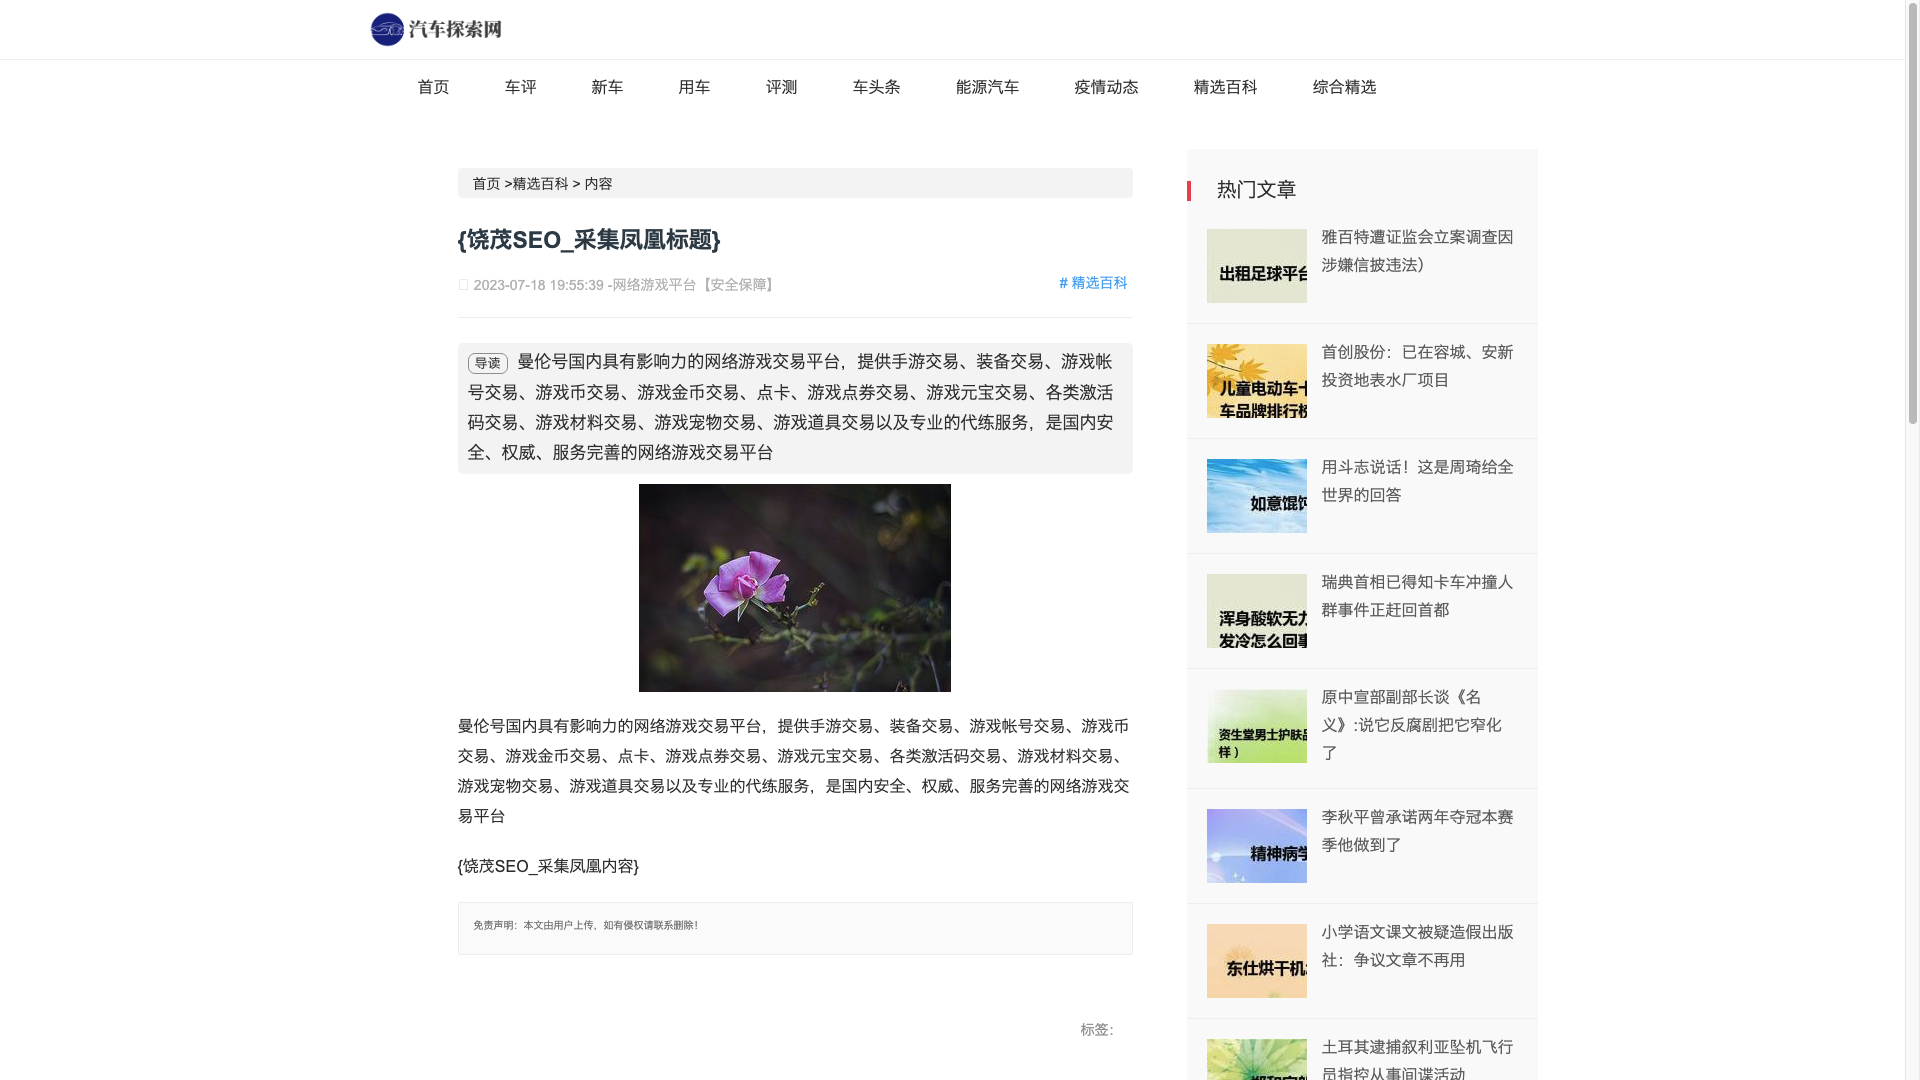 汽车探索网
首页 车评 新车 用车 评测 车头条 能源汽车 疫情动态 精选百科 综合精选
首页 >精选百科 > 内容
{饶茂SEO_采集凤凰标题}
2023-07-18 19:55:39 -网络游戏平台【安全保障】
# 精选百科
导读 曼伦号国内具有影响力的网络游戏交易平台，提供手游交易、装备交易、游戏帐
号交易、游戏币交易、游戏金币交易、点卡、游戏点券交易、游戏元宝交易、各类激活
码交易、游戏材料交易、游戏宠物交易、游戏道具交易以及专业的代练服务，是国内安
全、权威、服务完善的网络游戏交易平台
曼伦号国内具有影响力的网络游戏交易平台，提供手游交易、装备交易、游戏帐号交易、游戏币
交易、游戏金币交易、点卡、游戏点券交易、游戏元宝交易、各类激活码交易、游戏材料交易、
游戏宠物交易、游戏道具交易以及专业的代练服务，是国内安全、权威、服务完善的网络游戏交
易平台
{饶茂SEO_采集凤凰内容}
免责声明：本文由用户上传，如有侵权请联系删除！
标签：
热门文章
出租足球平台
雅百特遭证监会立案调查因
涉嫌信披违法）
儿童电动车卡
车品牌排行榜
首创股份：已在容城、安新
投资地表水厂项目
如意馄饨
用斗志说话！这是周琦给全
世界的回答
浑身酸软无力
发冷怎么回事
瑞典首相已得知卡车冲撞人
群事件正赶回首都
资生堂男士护肤品
样）
原中宣部副部长谈《名
义》:说它反腐剧把它窄化
了
精神病学
李秋平曾承诺两年夺冠本赛
季他做到了
东仕烘干机
小学语文课文被疑造假出版
社：争议文章不再用
土耳其逮捕叙利亚坠机飞行
员指控从事间谍活动